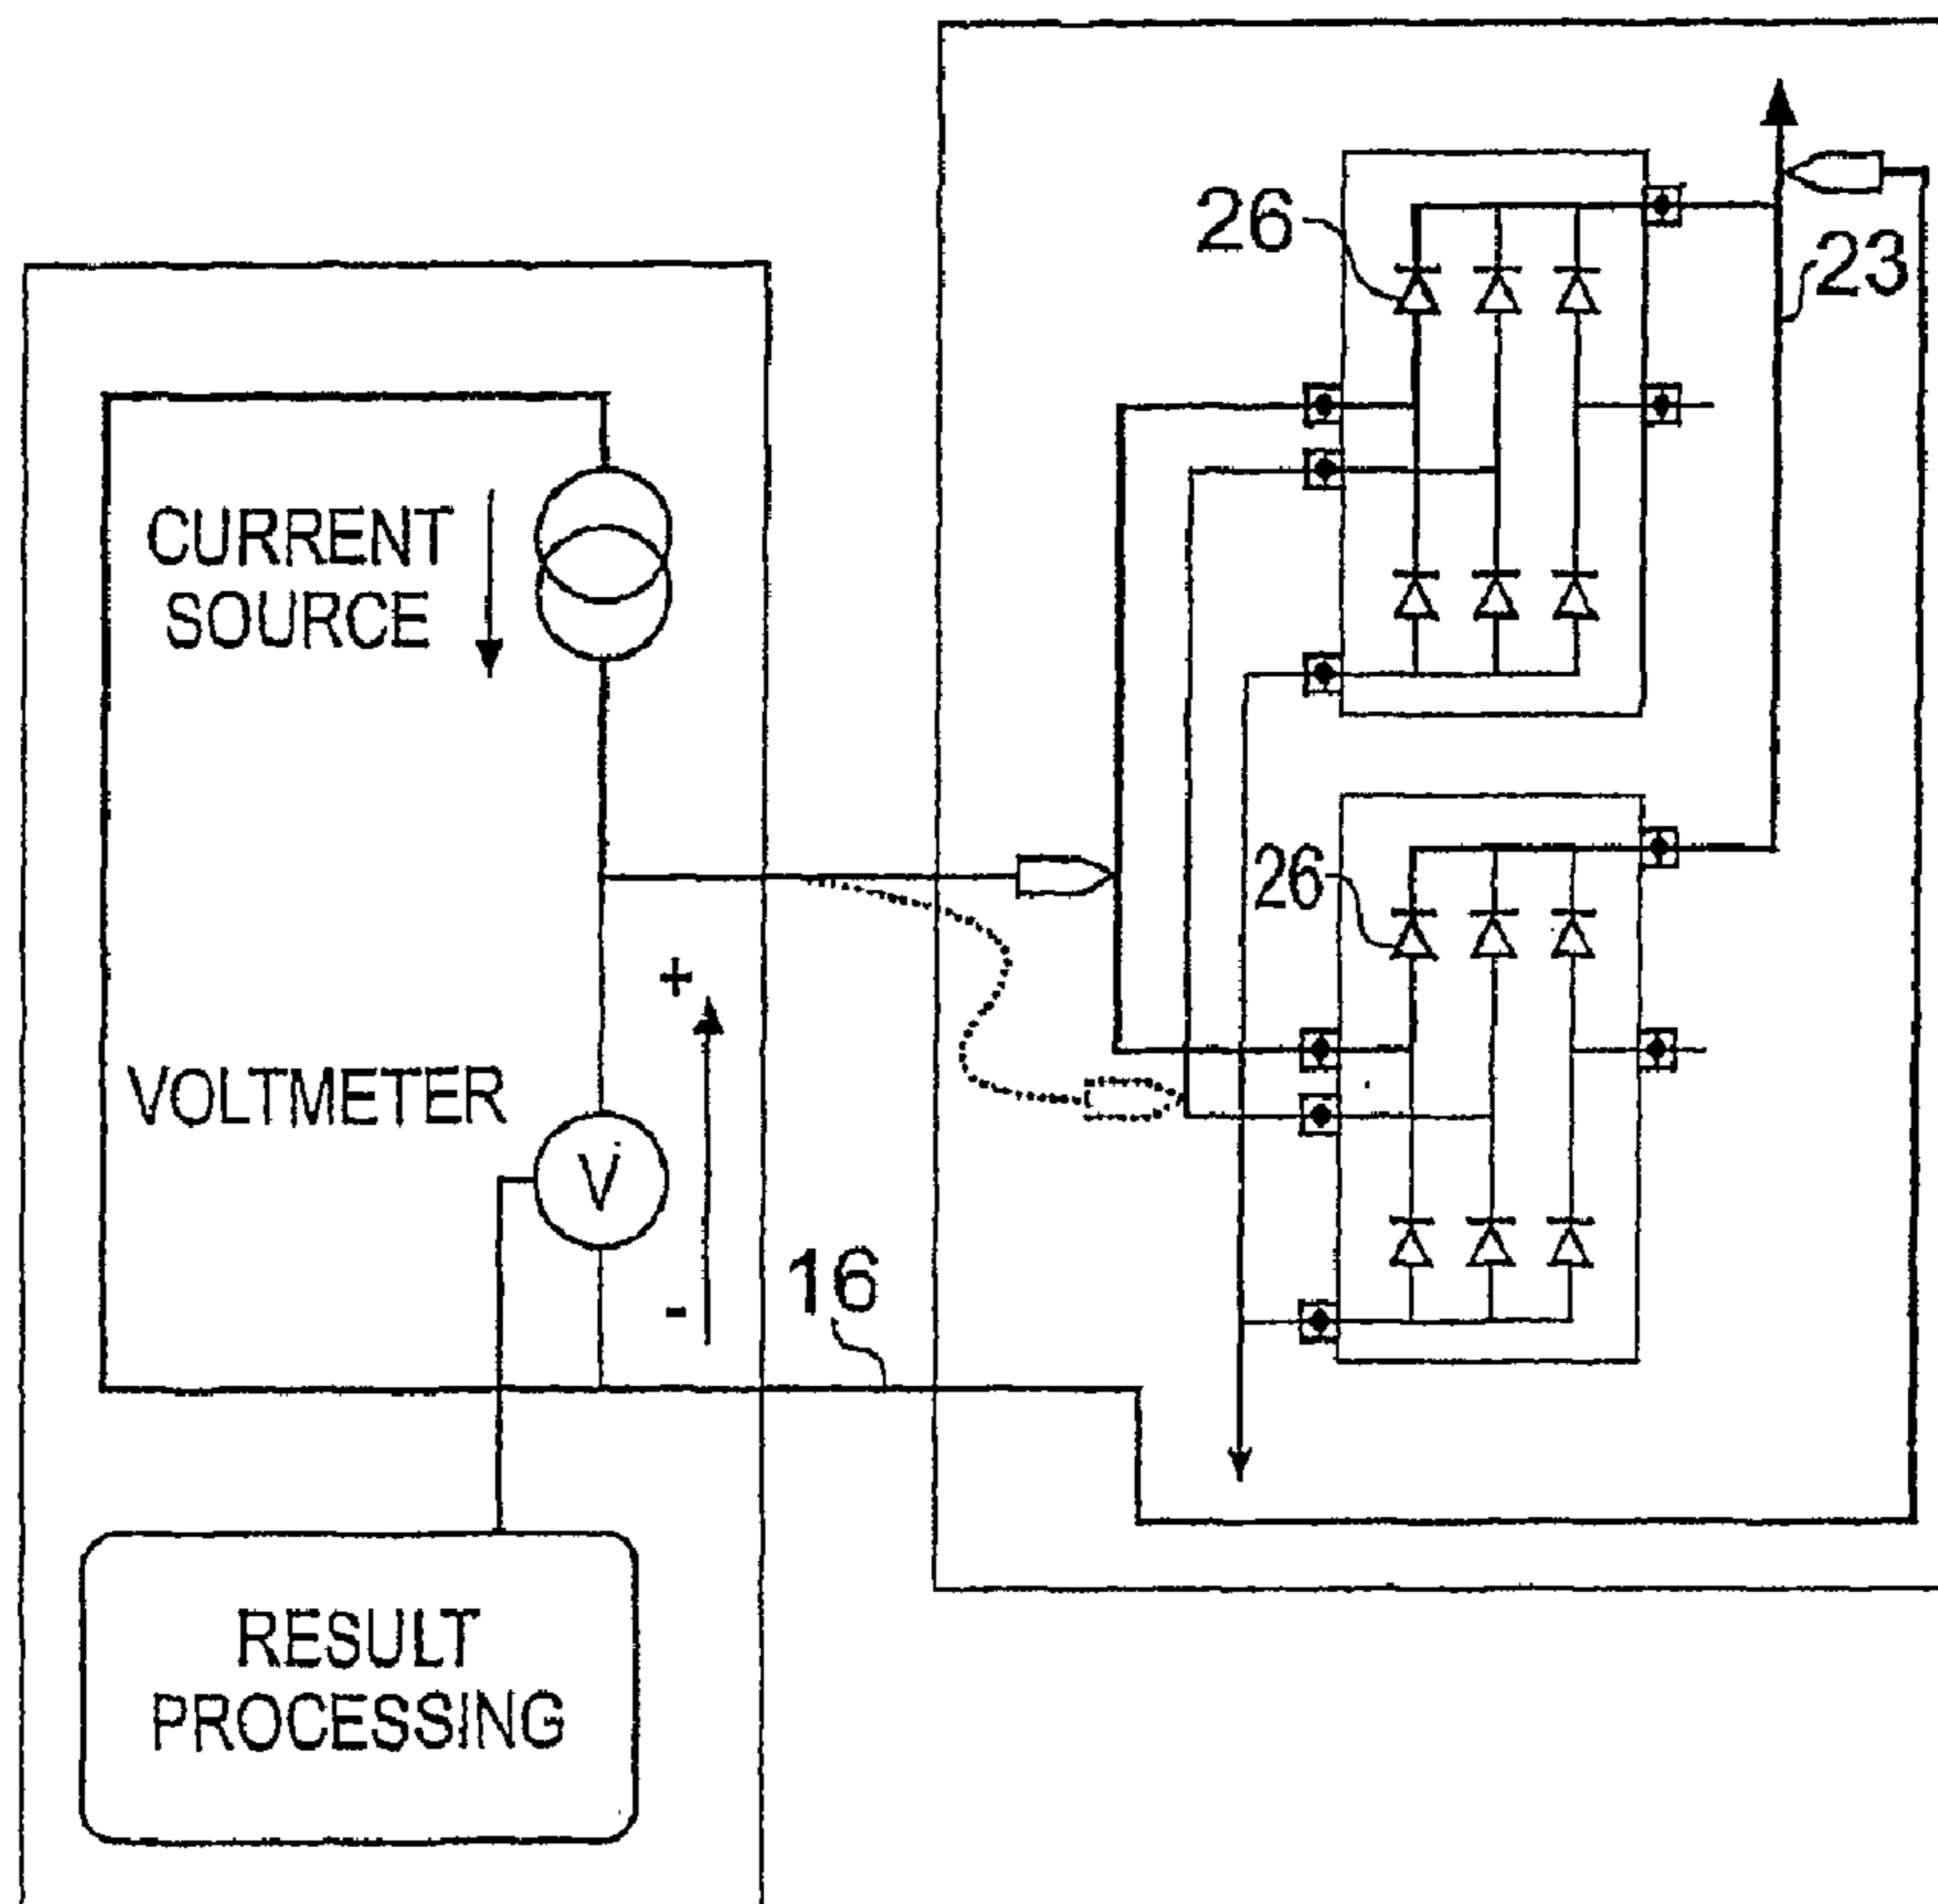 26
23
CURRENT
SOURCE
26
+
VOLTMETER
V
-
16
RESULT
PROCESSING